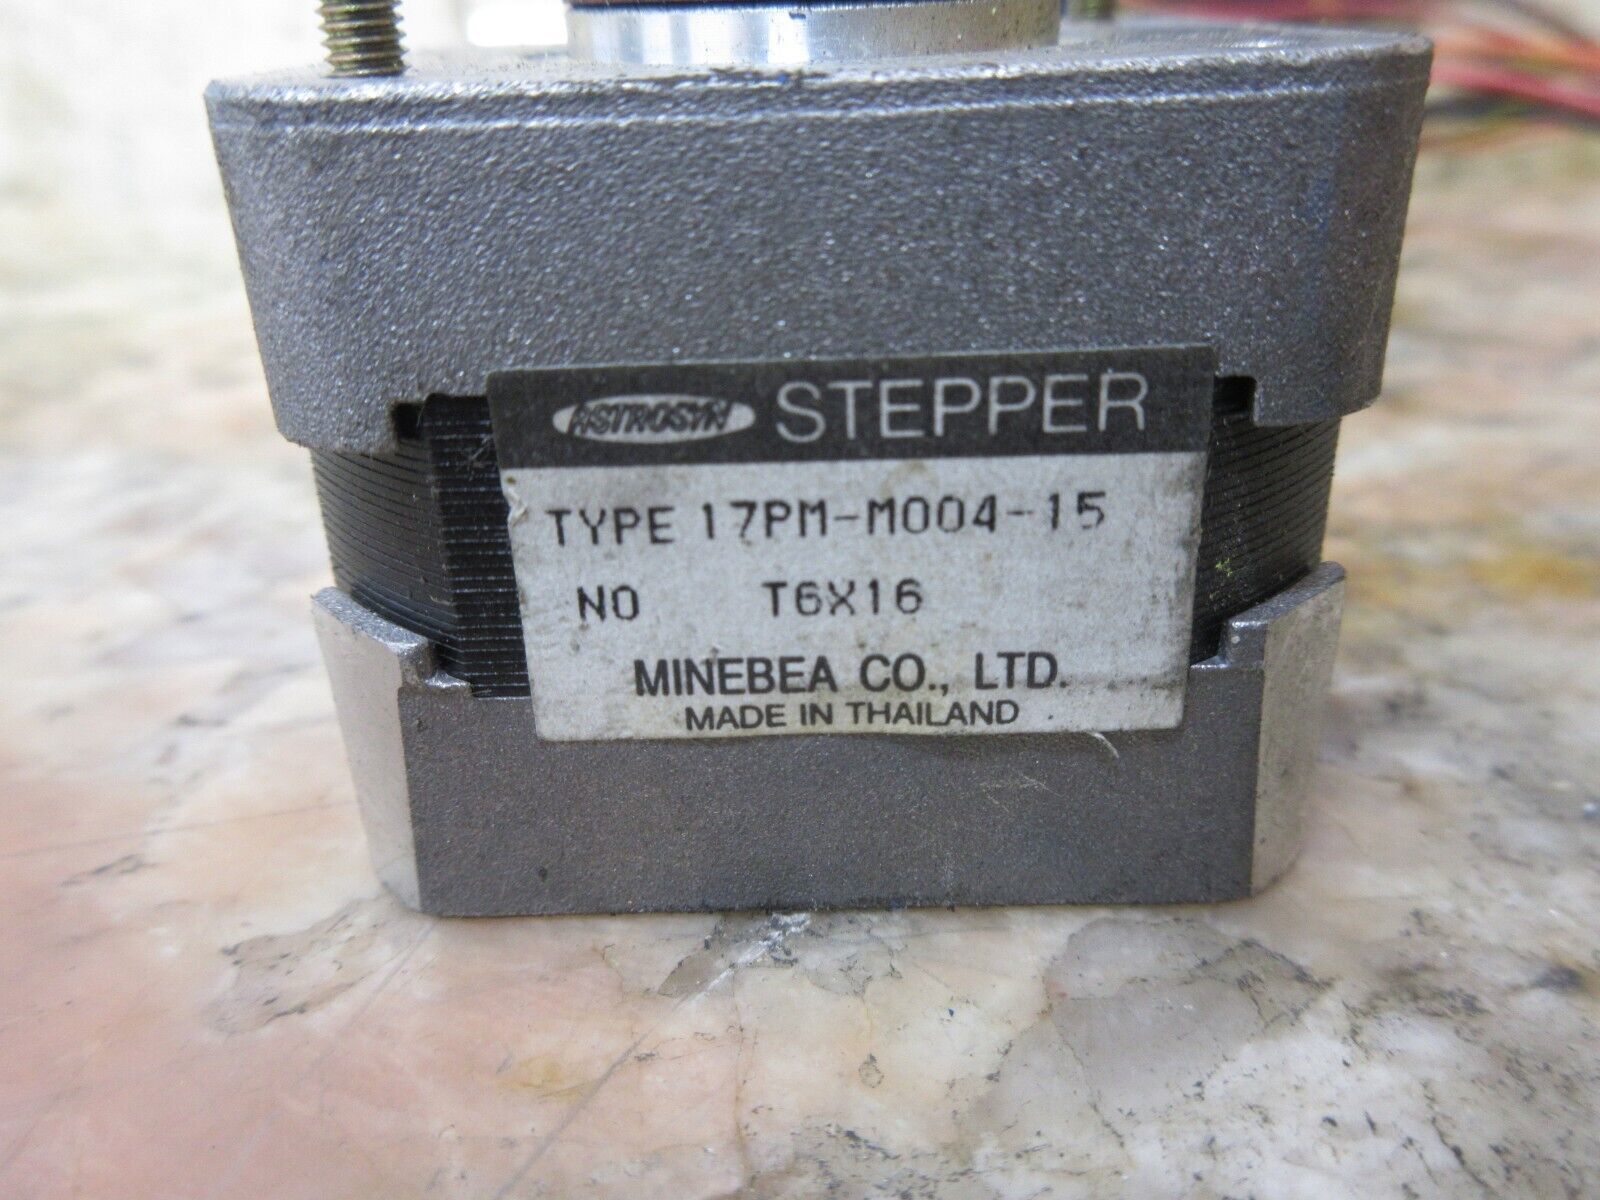 ASTROSYN STEPPER
TYPE 17PM-M004-15
NO T6X16
MINEBEA CO., LTD.
MADE IN THAILAND